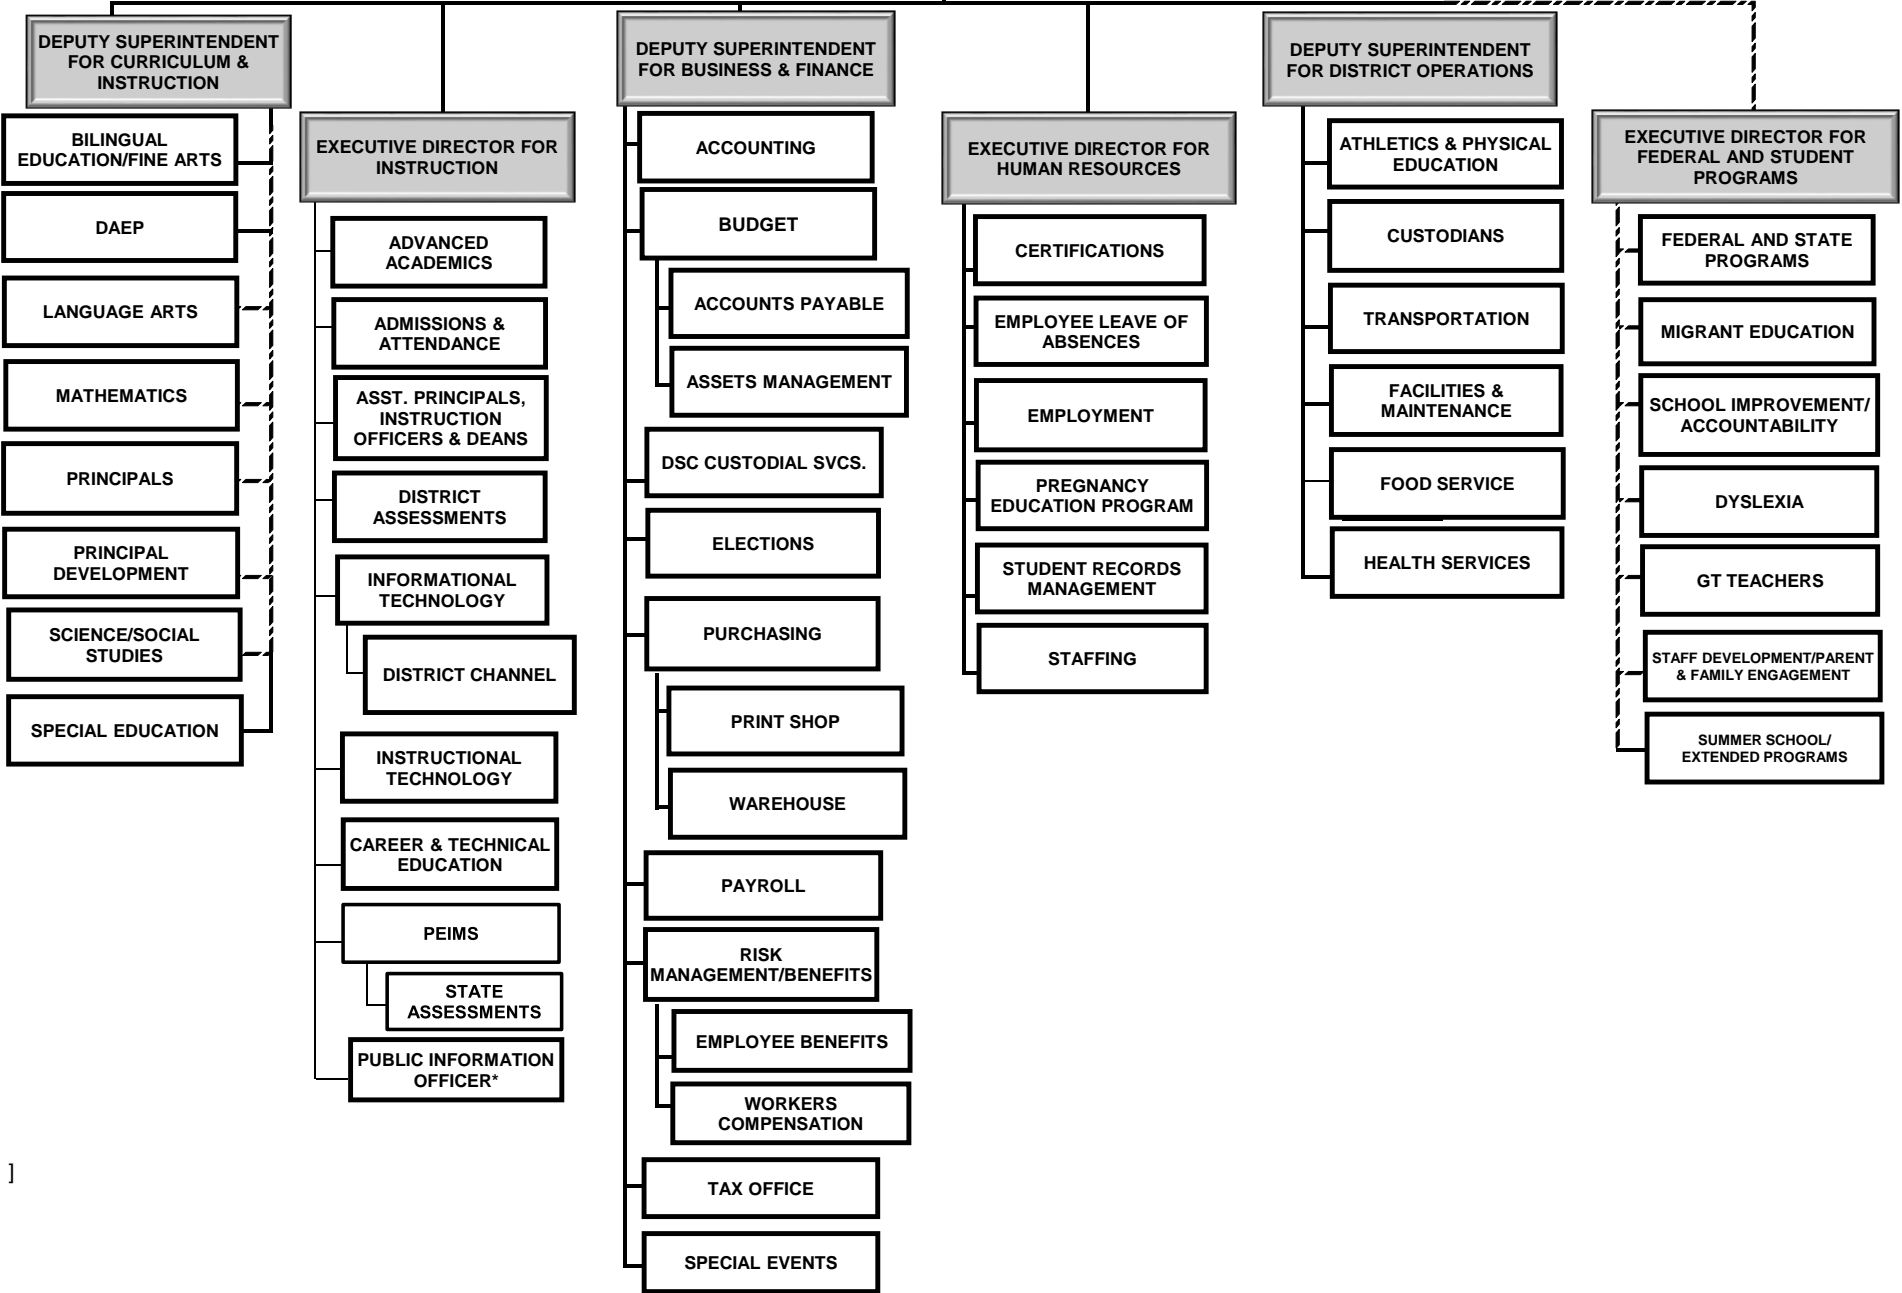 DEPUTY SUPERINTENDENT
FOR CURRICULUM &
INSTRUCTION
BILINGUAL
EDUCATION/FINE ARTS
DAEP
LANGUAGE ARTS
MATHEMATICS
PRINCIPALS
PRINCIPAL
DEVELOPMENT
SCIENCE/SOCIAL
STUDIES
SPECIAL EDUCATION
EXECUTIVE DIRECTOR FOR
INSTRUCTION
ADVANCED
ACADEMICS
ADMISSIONS &
ATTENDANCE
ASST. PRINCIPALS,
INSTRUCTION
OFFICERS & DEANS
DISTRICT
ASSESSMENTS
INFORMATIONAL
TECHNOLOGY
DISTRICT CHANNEL
INSTRUCTIONAL
TECHNOLOGY
CAREER & TECHNICAL
EDUCATION
PEIMS
STATE
ASSESSMENTS
PUBLIC INFORMATION
OFFICER*
DEPUTY SUPERINTENDENT
FOR BUSINESS & FINANCE
ACCOUNTING
BUDGET
ACCOUNTS PAYABLE
ASSETS MANAGEMENT
DSC CUSTODIAL SVCS.
ELECTIONS
PURCHASING
PRINT SHOP
WAREHOUSE
PAYROLL
RISK
MANAGEMENT/BENEFITS
EMPLOYEE BENEFITS
WORKERS
COMPENSATION
TAX OFFICE
SPECIAL EVENTS
EXECUTIVE DIRECTOR FOR
HUMAN RESOURCES
CERTIFICATIONS
EMPLOYEE LEAVE OF
ABSENCES
EMPLOYMENT
PREGNANCY
EDUCATION PROGRAM
STUDENT RECORDS
MANAGEMENT
STAFFING
DEPUTY SUPERINTENDENT
FOR DISTRICT OPERATIONS
ATHLETICS & PHYSICAL
EDUCATION
CUSTODIANS
TRANSPORTATION
FACILITIES &
MAINTENANCE
FOOD SERVICE
HEALTH SERVICES
EXECUTIVE DIRECTOR FOR
FEDERAL AND STUDENT
PROGRAMS
FEDERAL AND STATE
PROGRAMS
MIGRANT EDUCATION
SCHOOL IMPROVEMENT/
ACCOUNTABILITY
DYSLEXIA
GT TEACHERS
STAFF DEVELOPMENT/PARENT
& FAMILY ENGAGEMENT
SUMMER SCHOOL/
EXTENDED PROGRAMS
]